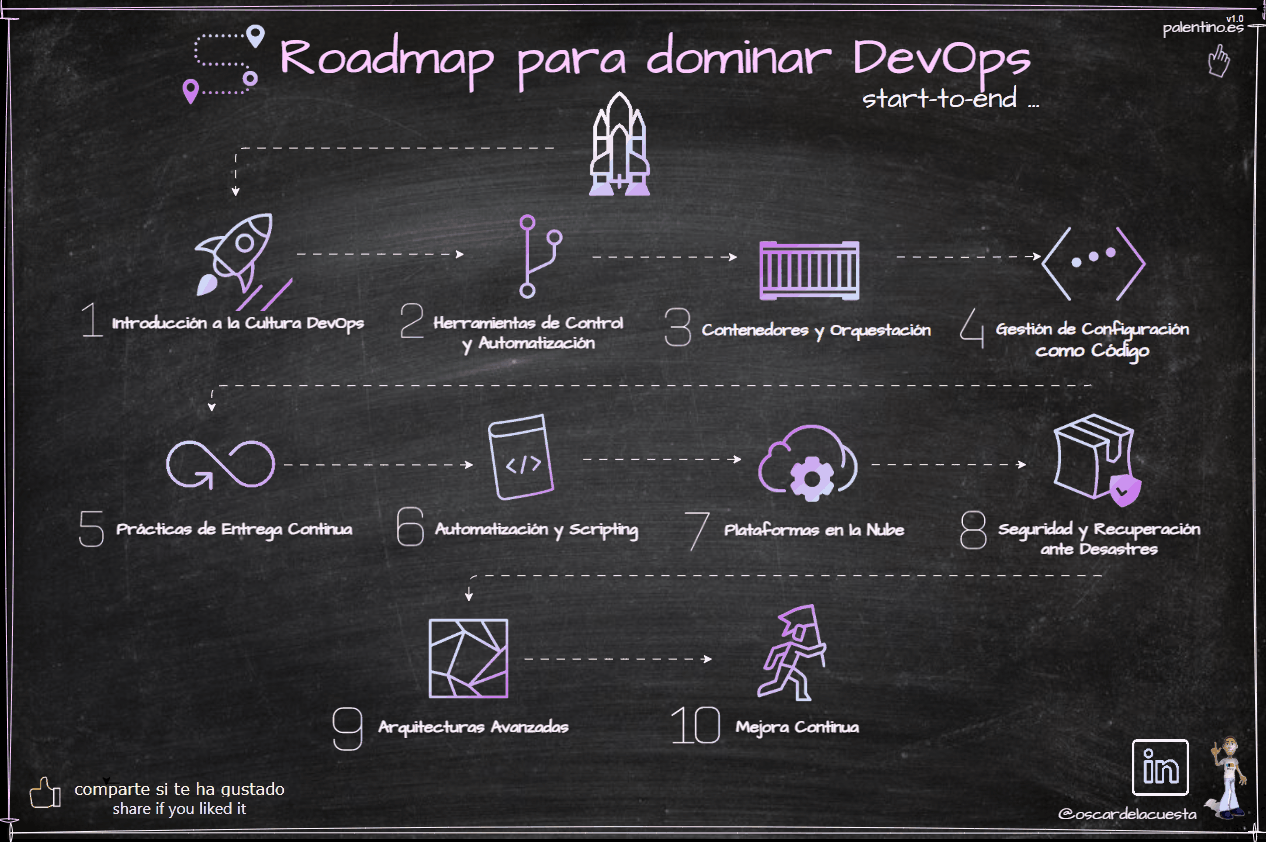 v1.0
palentino.es
Roadmap para dominar DevOps
start-to-end ...
1 Introducción a la Cultura DevOps
2 Herramientas de Control
y Automatización
3 Contenedores y Orquestación
4 Gestión de Configuración
como Código
5 Prácticas de Entrega Continua
6 Automatización y Scripting
</>
7 Plataformas en la Nube
8 Seguridad y Recuperación
ante Desastres
9 Arquitecturas Avanzadas
10 Mejora Continua
comparte si te ha gustado
share if you liked it
in
@oscardelacuesta